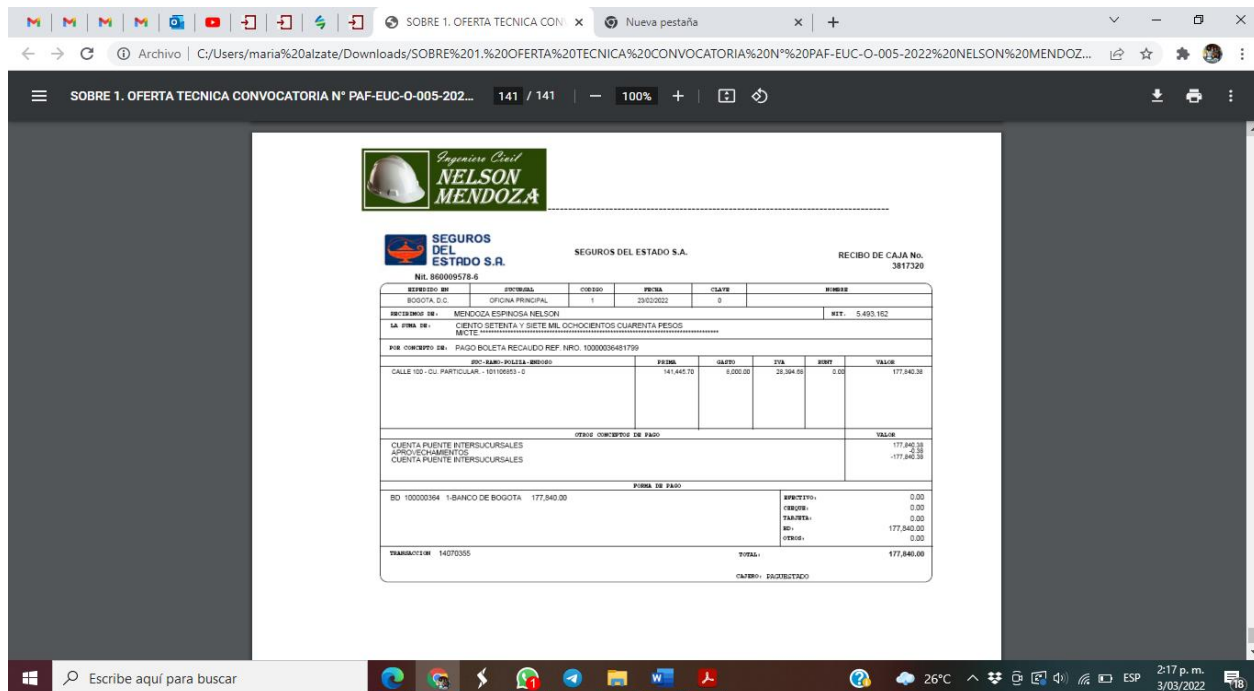 SOBRE 1. OFERTA TECNICA CON
Nueva pestaña
Archivo C:/Users/maria%20alzate/Downloads/SOBRE%201.%20OFERTA%20TECNICA%20CONVOCATORIA%20N°%20PAF-EUC-O-005-2022%20NELSON%20MENDOZ...
SOBRE 1. OFERTA TECNICA CONVOCATORIA N° PAF-EUC-O-005-202... 141 / 141 100%
Ingeniero Civil
NELSON
MENDOZA
SEGUROS
DEL
ESTADO S.A.
Nit. 860009578-6
SEGUROS DEL ESTADO S.A.
RECIBO DE CAJA No.
3817320
EXPEDIDO EN SUCURSAL CODIGO FECHA CLAVE NOMBRE
BOGOTA, D.C. OFICINA PRINCIPAL 1 23/02/2022 0
RECIBIMOS DE: MENDOZA ESPINOSA NELSON NIT. 5.493.162
LA SUMA DE: CIENTO SETENTA Y SIETE MIL OCHOCIENTOS CUARENTA PESOS
M/CTE.
POR CONCEPTO DE: PAGO BOLETA RECAUDO REF. NRO. 10000036481799
SUC-RAMO-POLIZA-ENDOSO PRIMA GASTO IVA RUNT VALOR
CALLE 100 - CU. PARTICULAR. - 101106853 - 0 141,445.70 8,000.00 28,394.68 0.00 177,840.38
OTROS CONCEPTOS DE PAGO VALOR
CUENTA PUENTE INTERSUCURSALES 177,840.38
APROVECHAMIENTOS -0.38
CUENTA PUENTE INTERSUCURSALES -177,840.38
FORMA DE PAGO
BD 100000364 1-BANCO DE BOGOTA 177,840.00
EFECTIVO: 0.00
CHEQUE: 0.00
TARJETA: 0.00
BD: 177,840.00
OTROS: 0.00
TRANSACCION 14070355 TOTAL: 177,840.00
CAJERO: PAGUESTADO
Escribe aquí para buscar
26°C ESP 2:17 p. m.
3/03/2022
18